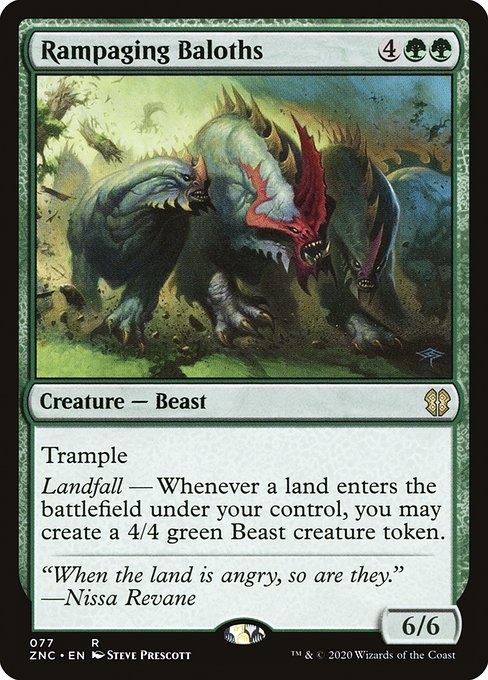 Rampaging Baloths 4
Creature — Beast
Trample
Landfall — Whenever a land enters the
battlefield under your control, you may
create a 4/4 green Beast creature token.
“When the land is angry, so are they.”
—Nissa Revane
6/6
077 R
ZNC • EN Steve Prescott
™ & © 2020 Wizards of the Coast